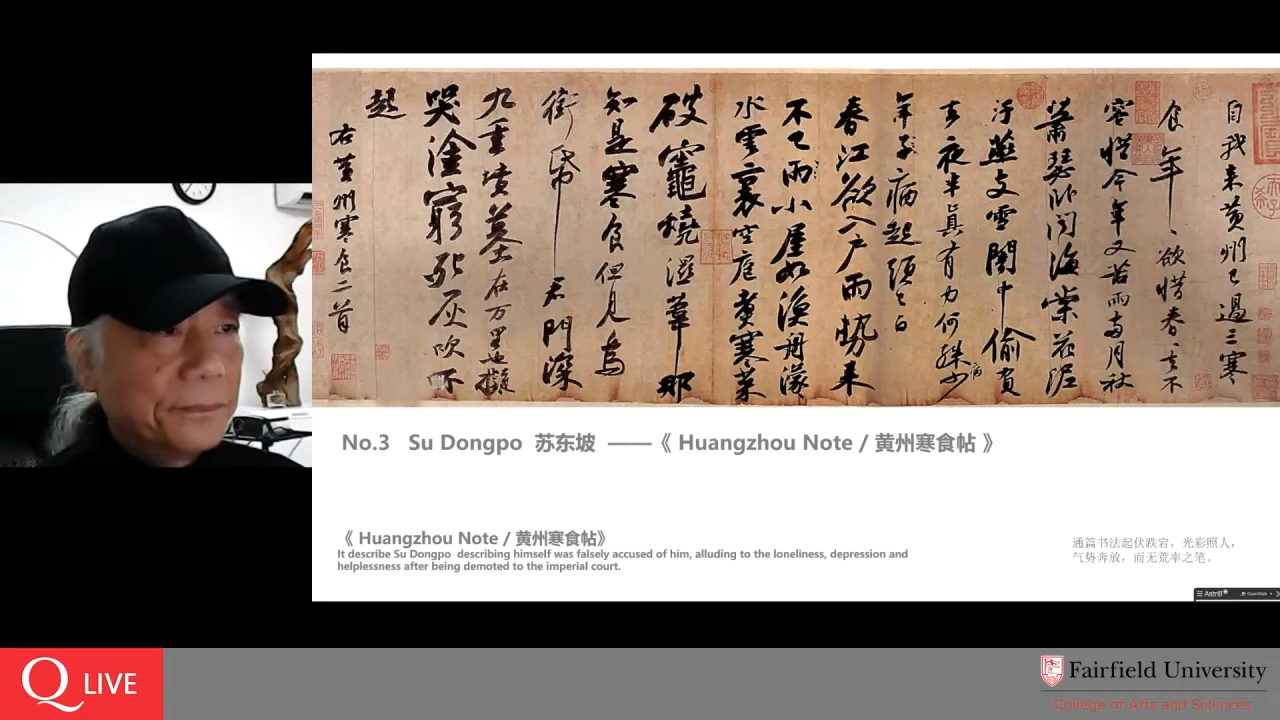 自我来黄州已過三寒
食年、欲惜春、去不
容惜今年又苦雨兩月秋
蕭瑟卧聞海棠花泥
汙燕支雪闇中偷負
去夜半真有力何殊病少
年子病起頭已白
春江欲入户雨勢来
不已雨小屋如漁舟濛
水雲裏空庖煮寒菜
破竈燒濕葦那
知是寒食但見烏
銜帋君門深
九重墳墓在万里也擬
哭塗窮死灰吹不
起
右黄州寒食二首
No.3 Su Dongpo 苏东坡 ——《 Huangzhou Note / 黄州寒食帖 》
《 Huangzhou Note / 黄州寒食帖》
It describe Su Dongpo describing himself was falsely accused of him, alluding to the loneliness, depression and
helplessness after being demoted to the imperial court.
通篇书法起伏跌宕，光彩照人，
气势奔放，而无荒率之笔。
Astrill
OpenWeb
Q LIVE
Fairfield University
College of Arts and Sciences